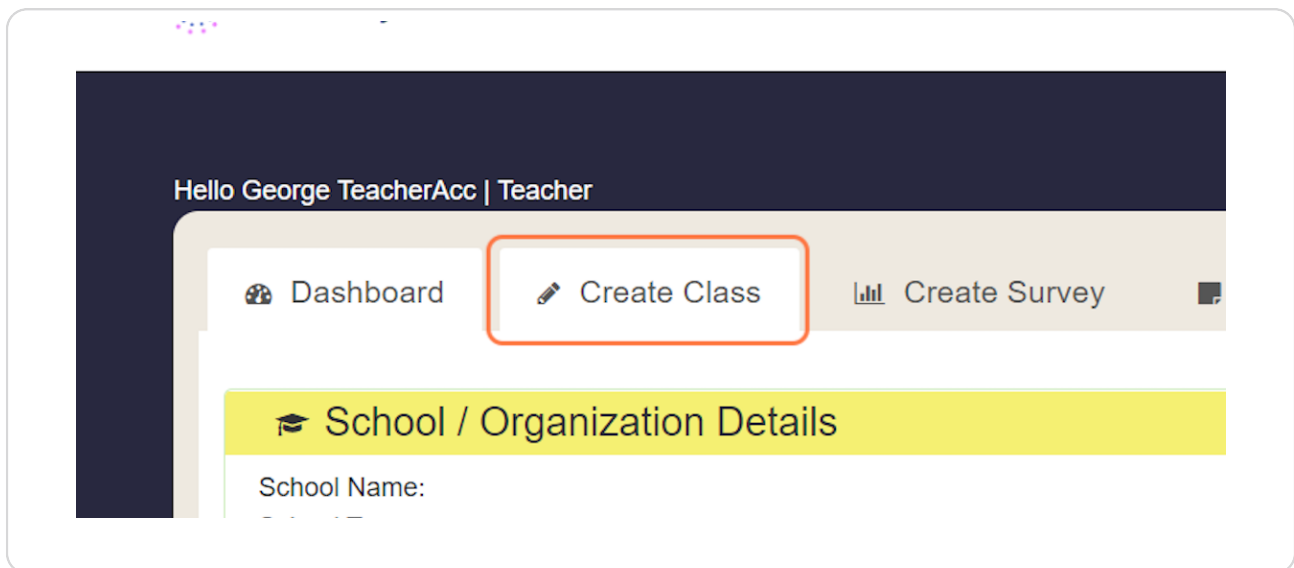 Hello George TeacherAcc | Teacher
Dashboard Create Class Create Survey
School / Organization Details
School Name: